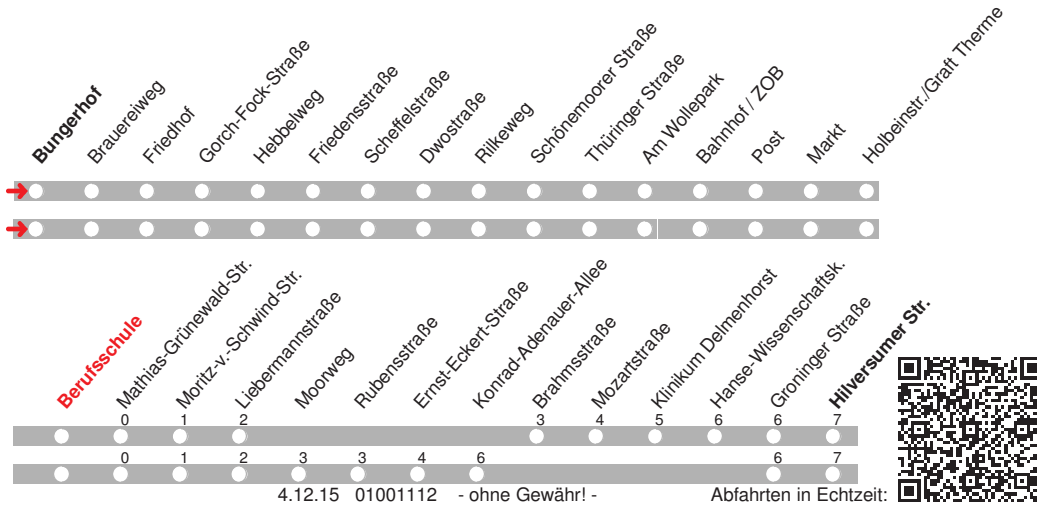 Bungerhof
Brauereiweg
Friedhof
Gorch-Fock-Straße
Hebbelweg
Friedensstraße
Scheffelstraße
Dwostraße
Rilkeweg
Schönemoorer Straße
Thüringer Straße
Am Wollepark
Bahnhof / ZOB
Post
Markt
Holbeinstr./Graft Therme
Berufsschule
Mathias-Grünewald-Str.
Moritz-v.-Schwind-Str.
Liebermannstraße
Moorweg
Rubensstraße
Ernst-Eckert-Straße
Konrad-Adenauer-Allee
Brahmsstraße
Mozartstraße
Klinikum Delmenhorst
Hanse-Wissenschaftsk.
Groninger Straße
Hilversumer Str.
0 1 2 3 4 5 6 6 7
0 1 2 3 3 4 6 6 7
4.12.15 01001112 - ohne Gewähr! - Abfahrten in Echtzeit: